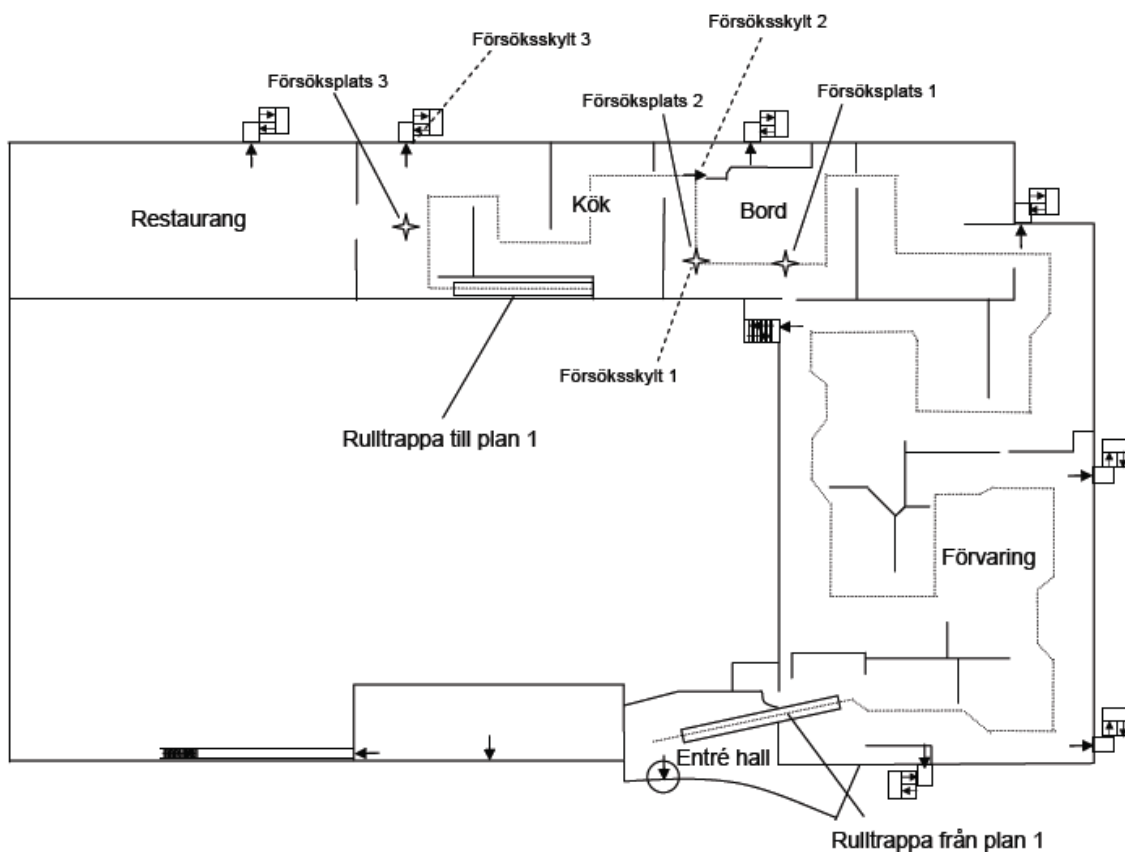 Försöksskylt 2
Försöksskylt 3
Försöksplats 3
Försöksplats 2
Försöksplats 1
Restaurang
Kök
Bord
Försöksskylt 1
Rulltrappa till plan 1
Förvaring
Entré hall
Rulltrappa från plan 1